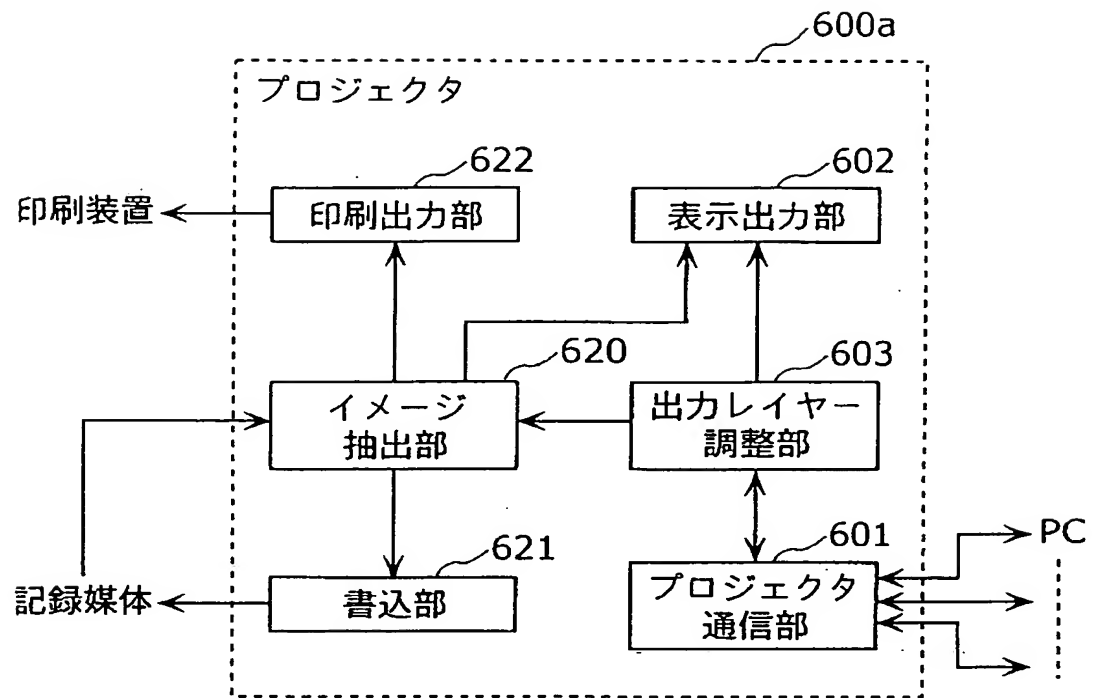 600a
プロジェクタ
622
602
印刷装置
印刷出力部
表示出力部
620
603
イメージ
抽出部
出力レイヤー
調整部
621
601
PC
記録媒体
書込部
プロジェクタ
通信部